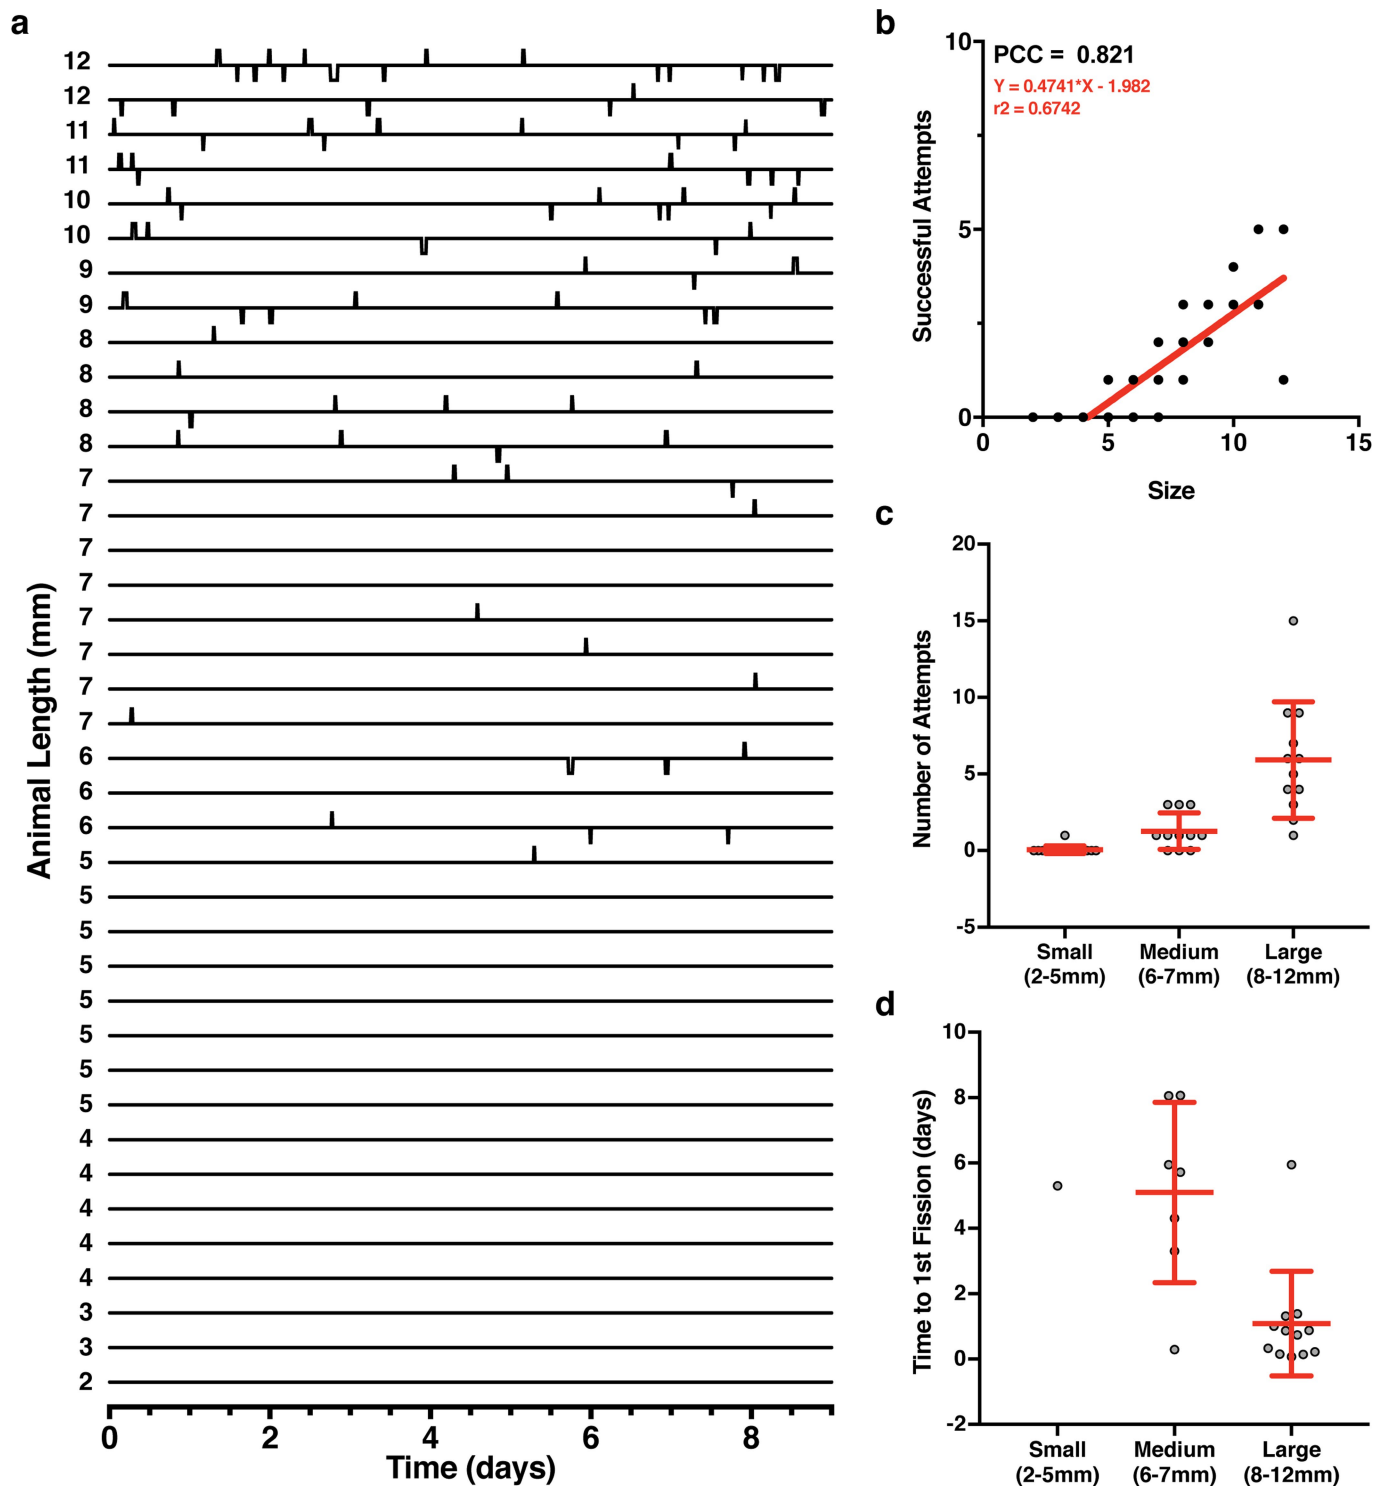 a
12
12
11
11
10
10
9
9
8
8
8
8
7
7
7
7
7
7
7
7
6
6
6
5
5
5
5
5
5
5
5
4
4
4
4
4
3
3
2
Animal Length (mm)
0 2 4 6 8
Time (days)
b
PCC = 0.821
Y = 0.4741*X - 1.982
r2 = 0.6742
10
5
0
Successful Attempts
0 5 10 15
Size
c
20
15
10
5
0
-5
Number of Attempts
Small Medium Large
(2-5mm) (6-7mm) (8-12mm)
d
10
8
6
4
2
0
-2
Time to 1st Fission (days)
Small Medium Large
(2-5mm) (6-7mm) (8-12mm)